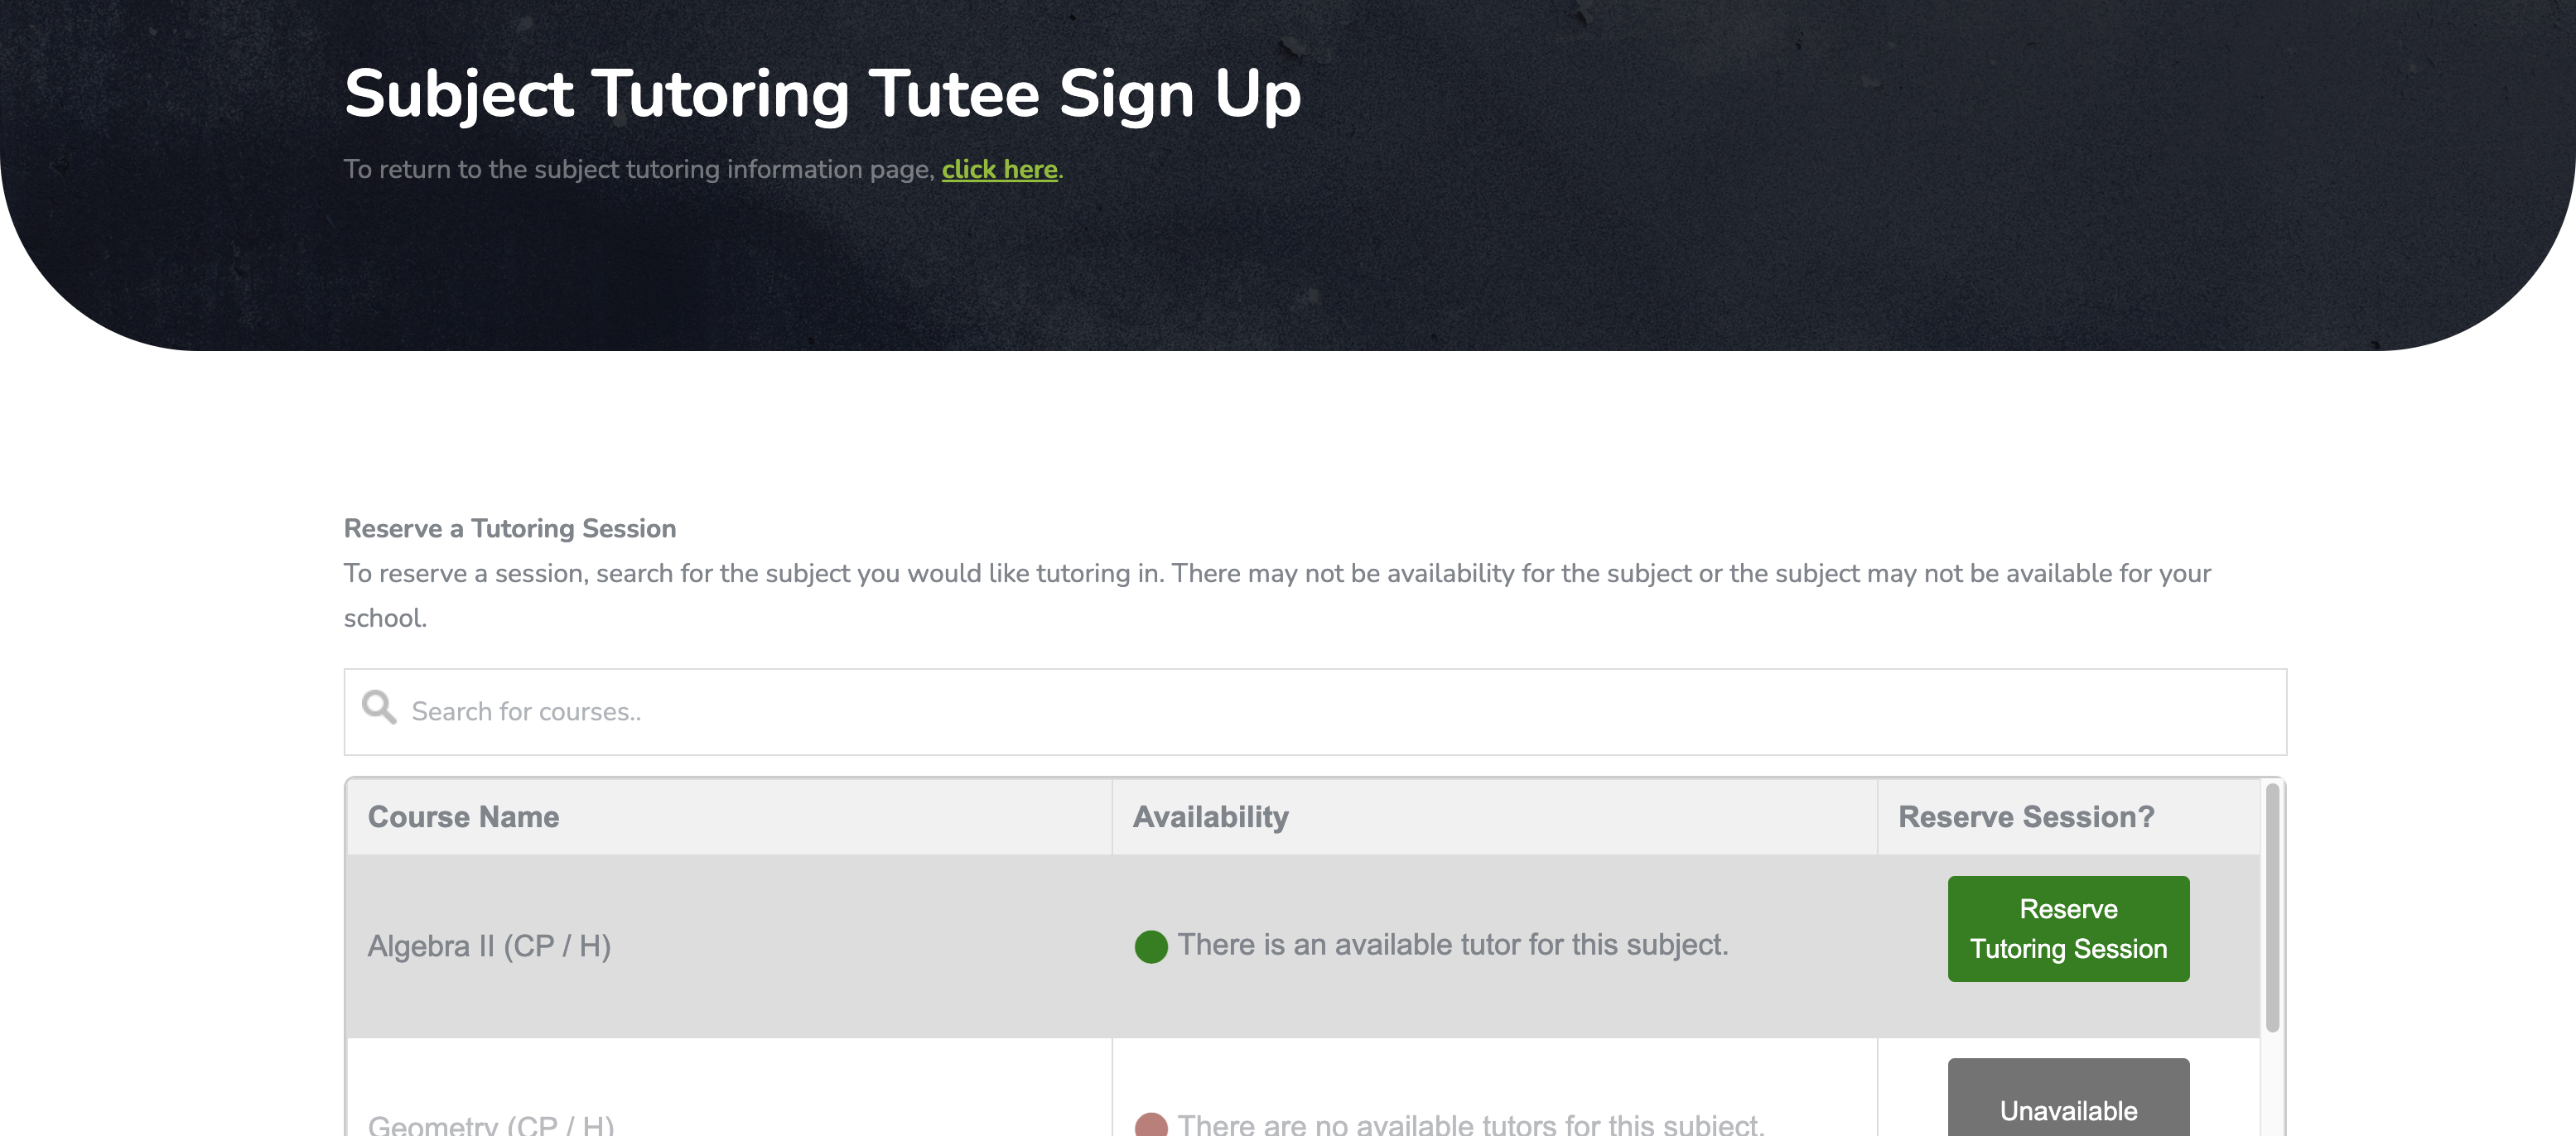 Subject Tutoring Tutee Sign Up
To return to the subject tutoring information page, click here.
Reserve a Tutoring Session
To reserve a session, search for the subject you would like tutoring in. There may not be availability for the subject or the subject may not be available for your
school.
Search for courses..
Course Name Availability Reserve Session?
Algebra II (CP / H) There is an available tutor for this subject. Reserve
Tutoring Session
Geometry (CP / H) There are no available tutors for this subject. Unavailable